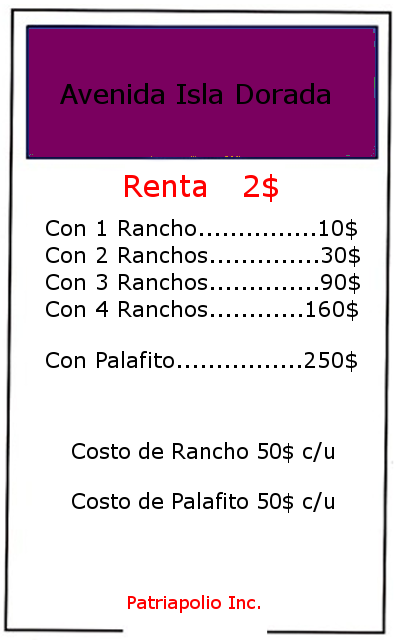 Avenida Isla Dorada
Renta 2$
Con 1 Rancho...............10$
Con 2 Ranchos..............30$
Con 3 Ranchos..............90$
Con 4 Ranchos............160$
Con Palafito................250$
Costo de Rancho 50$ c/u
Costo de Palafito 50$ c/u
Patriapolio Inc.